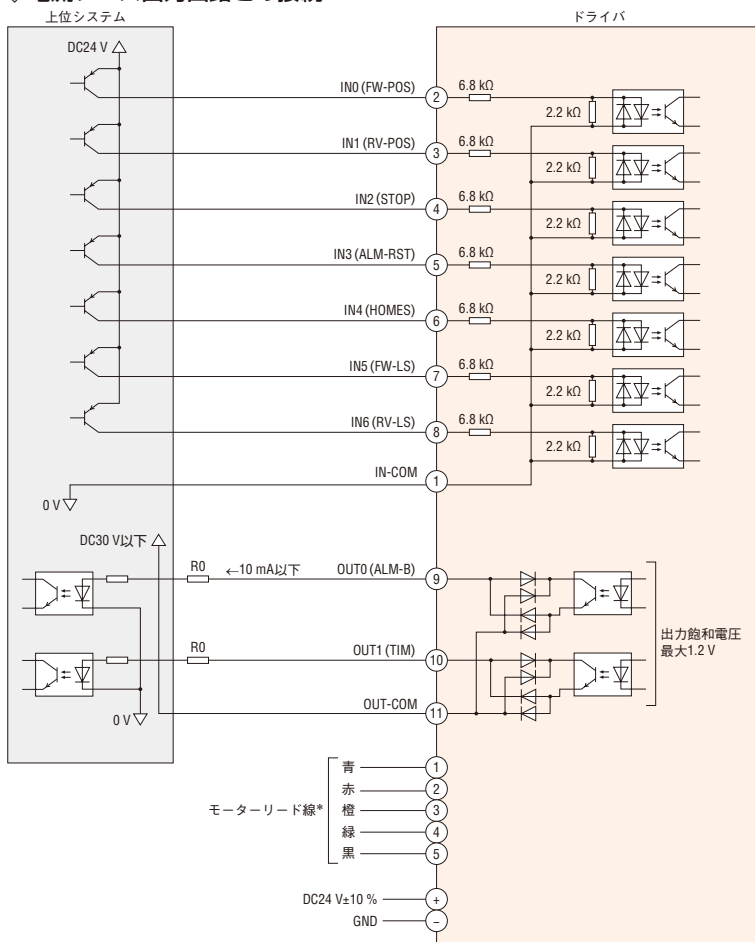 上位システム
ドライバ
DC24 V
IN0 (FW-POS)
2
6.8 kΩ
2.2 kΩ
IN1 (RV-POS)
3
6.8 kΩ
2.2 kΩ
IN2 (STOP)
4
6.8 kΩ
2.2 kΩ
IN3 (ALM-RST)
5
6.8 kΩ
2.2 kΩ
IN4 (HOMES)
6
6.8 kΩ
2.2 kΩ
IN5 (FW-LS)
7
6.8 kΩ
2.2 kΩ
IN6 (RV-LS)
8
6.8 kΩ
2.2 kΩ
IN-COM
1
0 V
DC30 V以下
R0
←10 mA以下
OUT0 (ALM-B)
9
出力飽和電圧
最大1.2 V
R0
OUT1 (TIM)
10
0 V
OUT-COM
11
モーターリード線*
青
1
赤
2
橙
3
緑
4
黒
5
DC24 V±10 %
+
GND
−